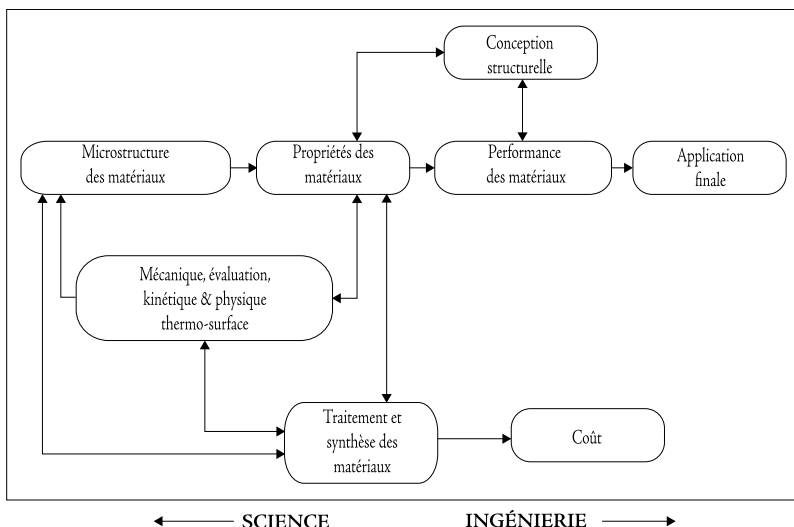 Conception
structurelle
Microstructure
des matériaux
Propriétés des
matériaux
Performance
des matériaux
Application
finale
Mécanique, évaluation,
kinétique & physique
thermo-surface
Traitement et
synthèse des
matériaux
Coût
SCIENCE
INGÉNIERIE